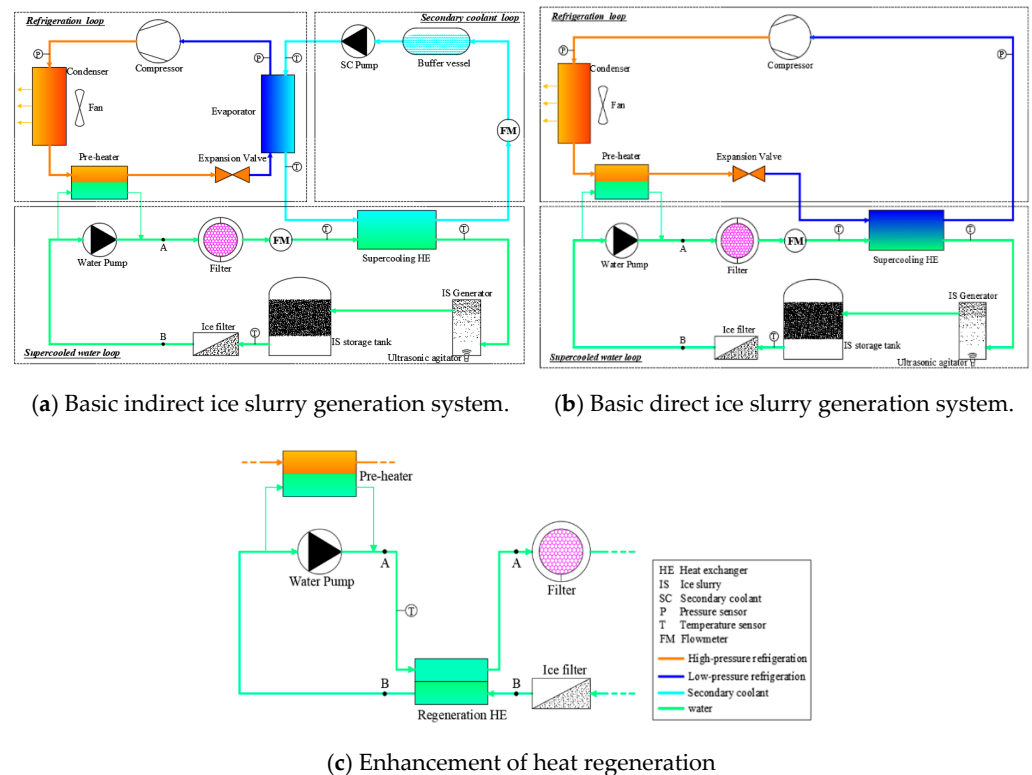 Refrigeration loop
Secondary coolant loop
P
Compressor
P
SC Pump
Buffer vessel
T
Condenser
Fan
Evaporator
FM
Pre-heater
Expansion Valve
T
Water Pump
A
Filter
FM
T
Supercooling HE
T
IS Generator
B
Ice filter
T
IS storage tank
Supercooled water loop
Ultrasonic agitator
(a) Basic indirect ice slurry generation system.
Refrigeration loop
P
Compressor
P
Condenser
Fan
Pre-heater
Expansion Valve
Water Pump
A
Filter
FM
T
Supercooling HE
T
IS Generator
B
Ice filter
T
IS storage tank
Supercooled water loop
Ultrasonic agitator
(b) Basic direct ice slurry generation system.
Pre-heater
Water Pump
A
A
Filter
T
B
B
Ice filter
Regeneration HE
HE Heat exchanger
IS Ice slurry
SC Secondary coolant
P Pressure sensor
T Temperature sensor
FM Flowmeter
High-pressure refrigeration
Low-pressure refrigeration
Secondary coolant
water
(c) Enhancement of heat regeneration